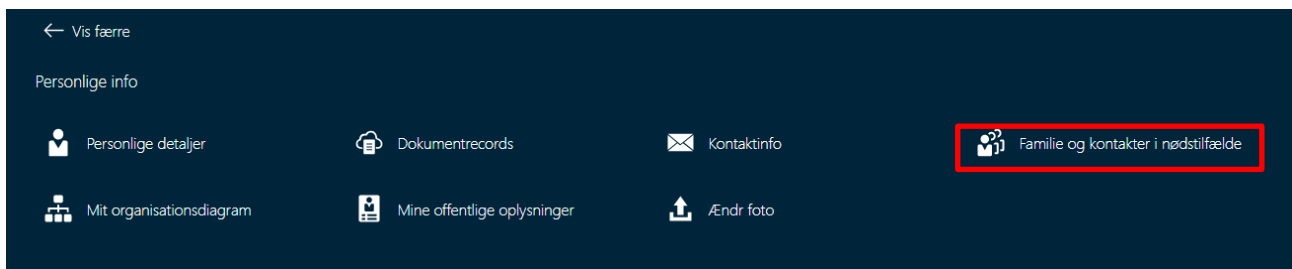 Vis færre
Personlige info
Personlige detaljer
Dokumentrecords
Kontaktinfo
Familie og kontakter i nødstilfælde
Mit organisationsdiagram
Mine offentlige oplysninger
Ændr foto